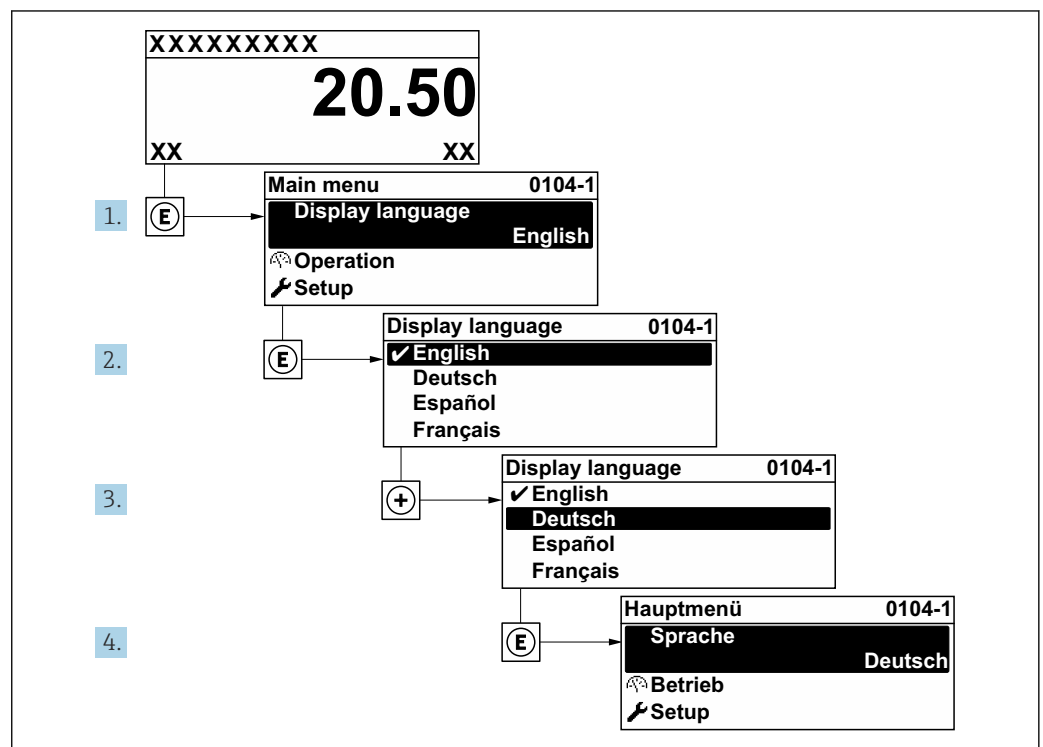 XXXXXXXXX
20.50
XX XX
1. E
Main menu 0104-1
Display language
English
Operation
Setup
2. E
Display language 0104-1
✔English
Deutsch
Español
Français
3. +
Display language 0104-1
✔English
Deutsch
Español
Français
4. E
Hauptmenü 0104-1
Sprache
Deutsch
Betrieb
Setup